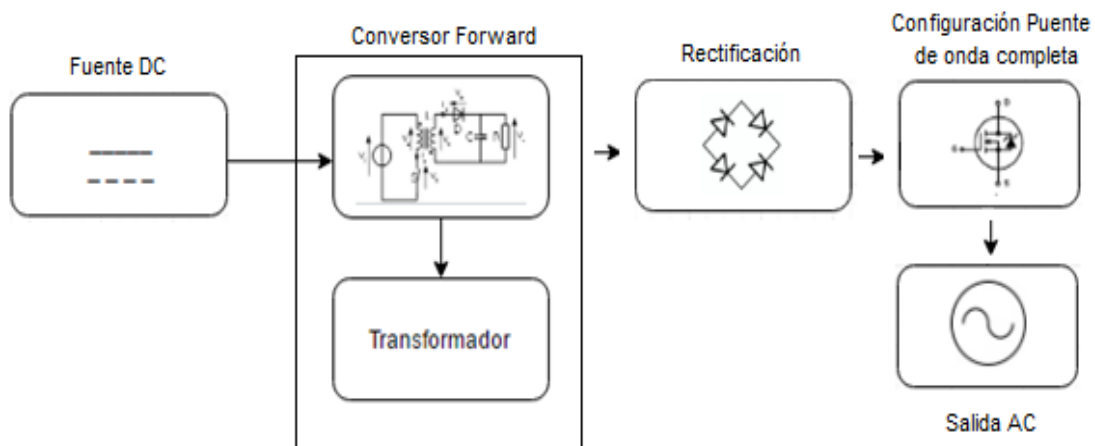 Fuente DC
Conversor Forward
Rectificación
Configuración Puente
de onda completa
D
G
S
C
Transformador
Salida AC